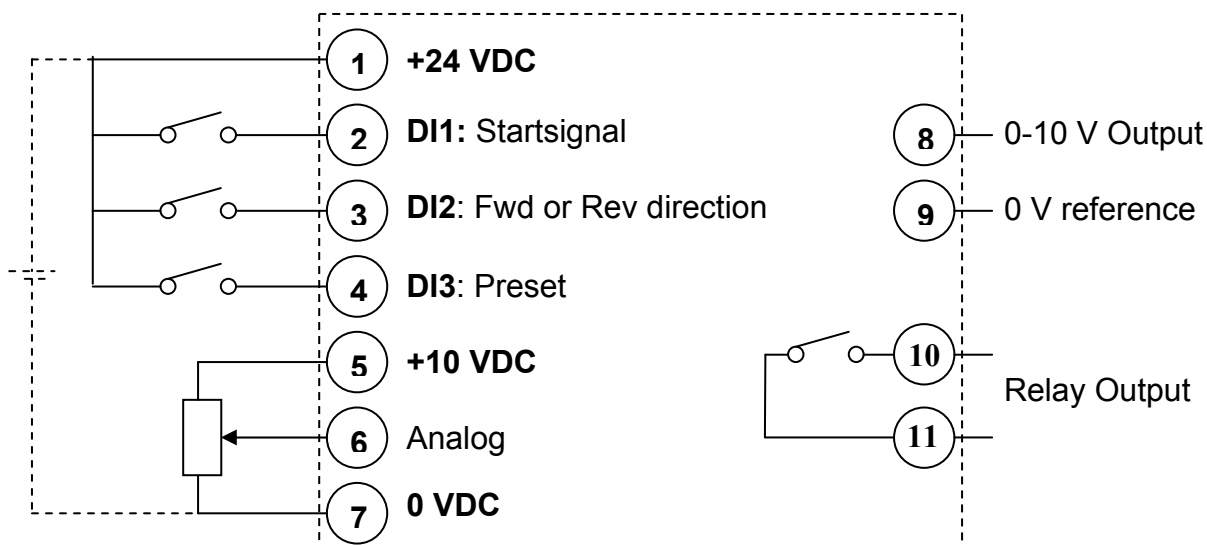 1 +24 VDC
2 DI1: Startsignal
3 DI2: Fwd or Rev direction
4 DI3: Preset
5 +10 VDC
6 Analog
7 0 VDC
8 0-10 V Output
9 0 V reference
10
Relay Output
11